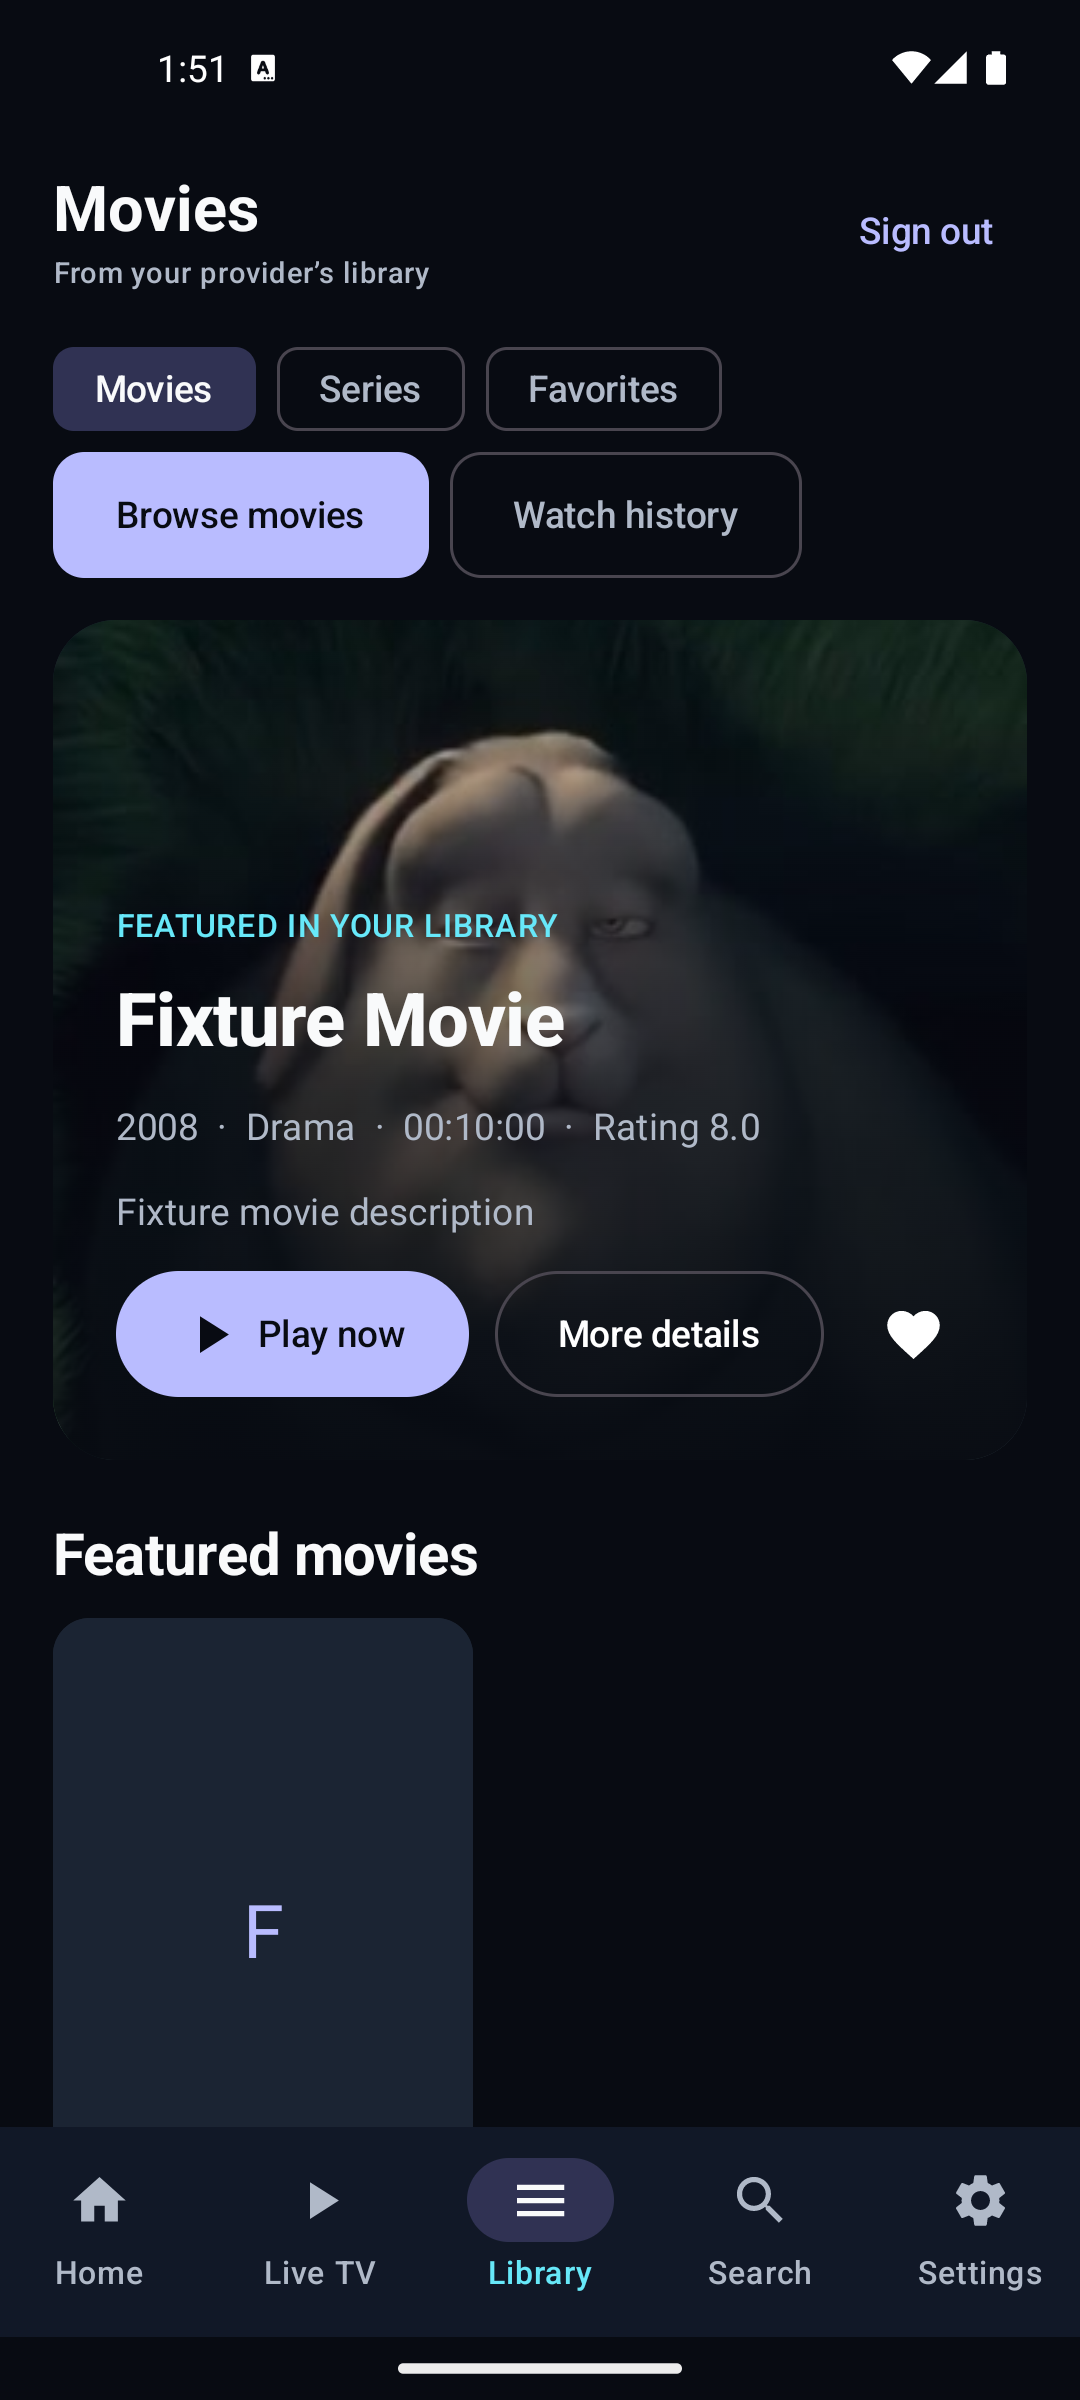 1:51
Movies
From your provider’s library
Sign out
Movies
Series
Favorites
Browse movies
Watch history
FEATURED IN YOUR LIBRARY
Fixture Movie
2008 · Drama · 00:10:00 · Rating 8.0
Fixture movie description
Play now
More details
Featured movies
F
Home
Live TV
Library
Search
Settings